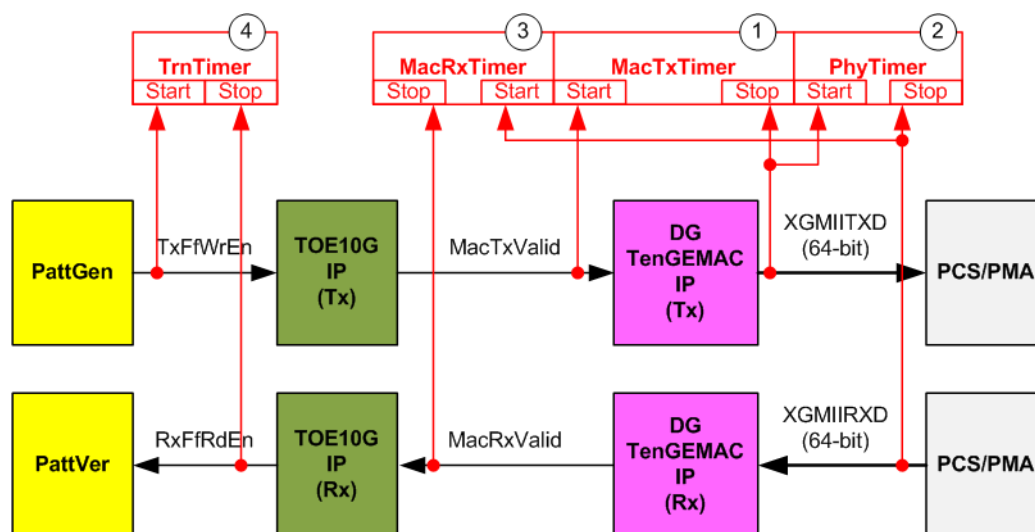 4
3
1
2
TrnTimer
MacRxTimer
MacTxTimer
PhyTimer
Start
Stop
Stop
Start
Start
Stop
Start
Stop
PattGen
TxFfWrEn
TOE10G
IP
(Tx)
MacTxValid
DG
TenGEMAC
IP
(Tx)
XGMIITXD
(64-bit)
PCS/PMA
PattVer
RxFfRdEn
TOE10G
IP
(Rx)
MacRxValid
DG
TenGEMAC
IP
(Rx)
XGMIIRXD
(64-bit)
PCS/PMA